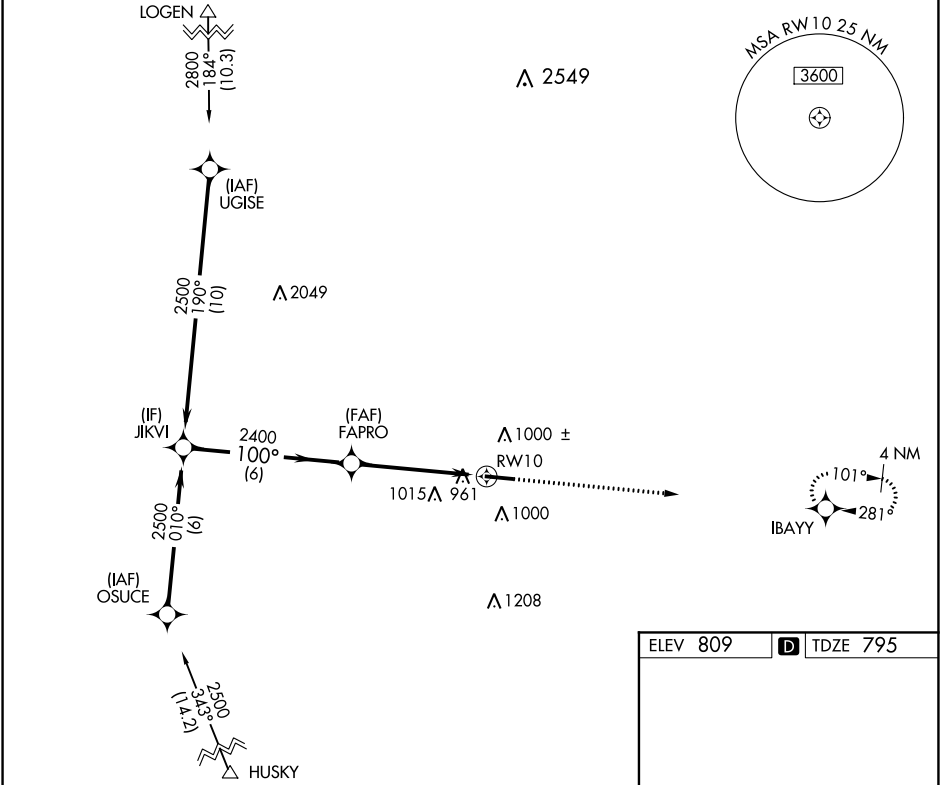 LOGEN
2800
184°
(10.3)
2549
MSA RW10 25 NM
3600
(IAF)
UGISE
2500
190°
(10)
2049
(IF)
JIKVI
2400
100°
(6)
(FAF)
FAPRO
1000 ±
RW10
1015
961
1000
4 NM
101°
281°
IBAYY
2500
010°
(6)
(IAF)
OSUCE
1208
2500
343°
(14.2)
HUSKY
ELEV 809 D TDZE 795